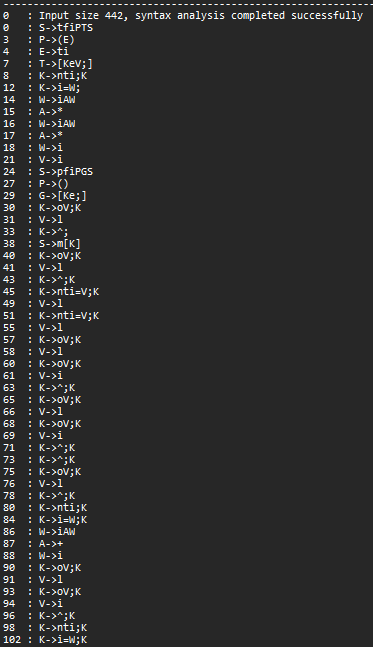 0   : Input size 442, syntax analysis completed successfully
0   : S->tfiPTS
3   : P->(E)
4   : E->ti
7   : T->[KeV;]
8   : K->nti;K
12  : K->i=W;
14  : W->iAW
15  : A->*
16  : W->iAW
17  : A->*
18  : W->i
21  : V->i
24  : S->pfiPGS
27  : P->()
29  : G->[Ke;]
30  : K->oV;K
31  : V->l
33  : K->^;
38  : S->m[K]
40  : K->oV;K
41  : V->l
43  : K->^;K
45  : K->nti=V;K
49  : V->l
51  : K->nti=V;K
55  : V->l
57  : K->oV;K
58  : V->l
60  : K->oV;K
61  : V->i
63  : K->^;K
65  : K->oV;K
66  : V->l
68  : K->oV;K
69  : V->i
71  : K->^;K
73  : K->^;K
75  : K->oV;K
76  : V->l
78  : K->^;K
80  : K->nti;K
84  : K->i=W;K
86  : W->iAW
87  : A->+
88  : W->i
90  : K->oV;K
91  : V->l
93  : K->oV;K
94  : V->i
96  : K->^;K
98  : K->nti;K
102 : K->i=W;K